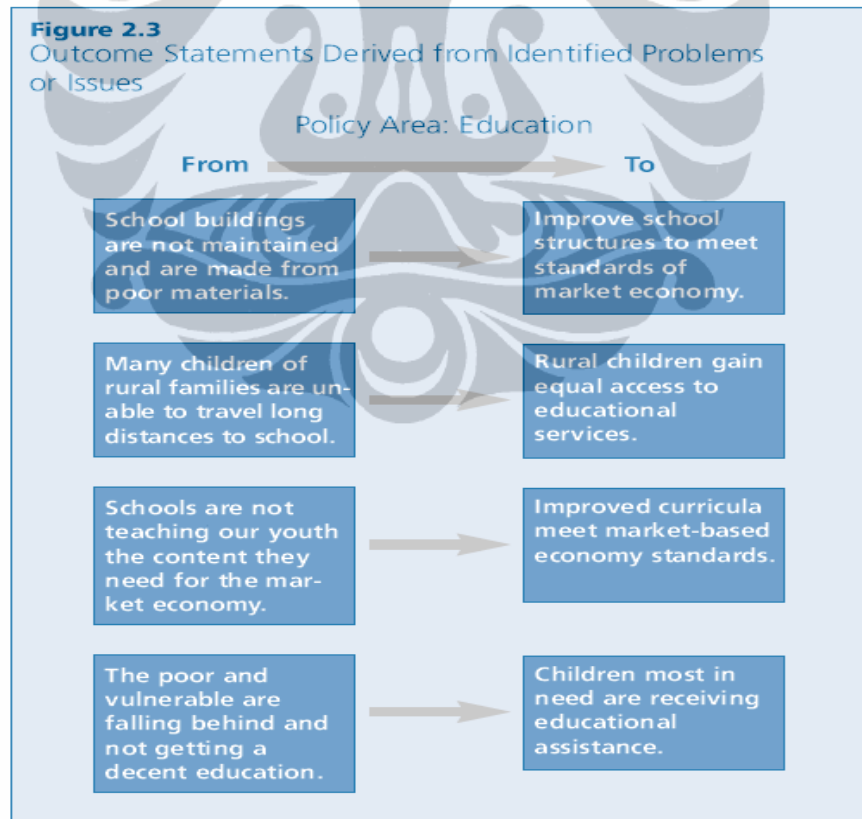 Figure 2.3
Outcome Statements Derived from Identified Problems
or Issues
Policy Area: Education
From
To
School buildings
are not maintained
and are made from
poor materials.
Improve school
structures to meet
standards of
market economy.
Many children of
rural families are un-
able to travel long
distances to school.
Rural children gain
equal access to
educational
services.
Schools are not
teaching our youth
the content they
need for the mar-
ket economy.
Improved curricula
meet market-based
economy standards.
The poor and
vulnerable are
falling behind and
not getting a
decent education.
Children most in
need are receiving
educational
assistance.